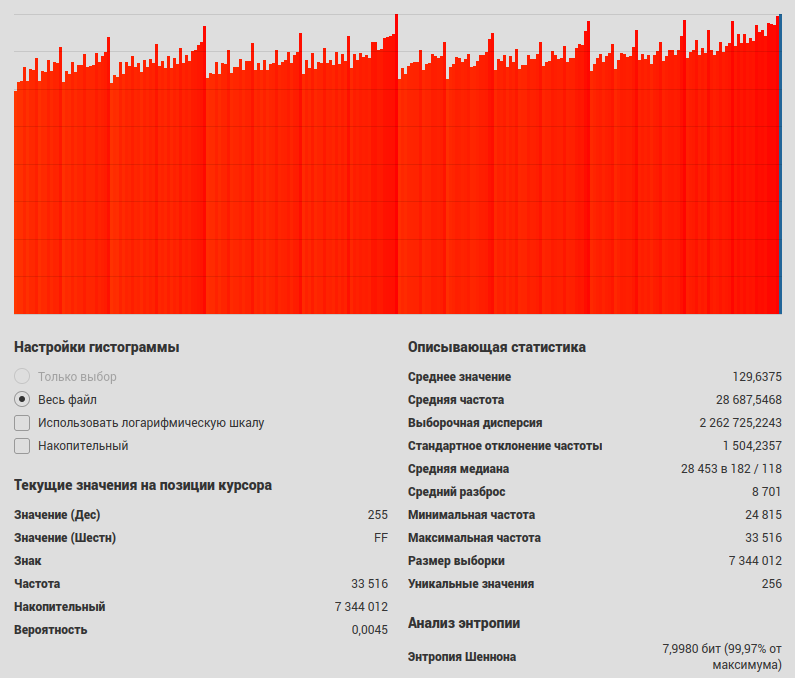 Настройки гистограммы
Только выбор
Весь файл
Использовать логарифмическую шкалу
Накопительный
Текущие значения на позиции курсора
Значение (Дес) 255
Значение (Шестн) FF
Знак
Частота 33 516
Накопительный 7 344 012
Вероятность 0,0045
Описывающая статистика
Среднее значение 129,6375
Средняя частота 28 687,5468
Выборочная дисперсия 2 262 725,2243
Стандартное отклонение частоты 1 504,2357
Средняя медиана 28 453 в 182 / 118
Средний разброс 8 701
Минимальная частота 24 815
Максимальная частота 33 516
Размер выборки 7 344 012
Уникальные значения 256
Анализ энтропии
Энтропия Шеннона 7,9980 бит (99,97% от
максимума)